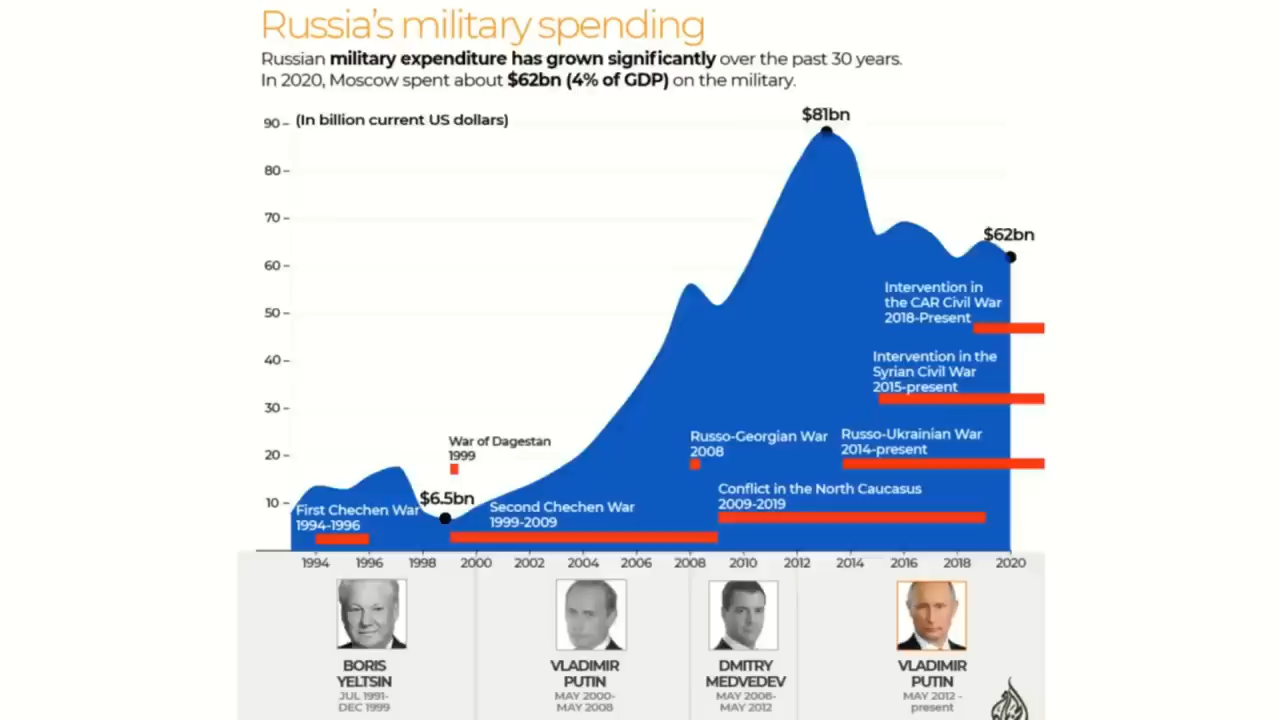 Russia's military spending
Russian military expenditure has grown significantly over the past 30 years.
In 2020, Moscow spent about $62bn (4% of GDP) on the military.
(In billion current US dollars)
90
80
70
60
50
40
30
20
10
$81bn
$62bn
$6.5bn
Intervention in
the CAR Civil War
2018-Present
Intervention in the
Syrian Civil War
2015-present
War of Dagestan
1999
Russo-Georgian War
2008
Russo-Ukrainian War
2014-present
First Chechen War
1994-1996
Second Chechen War
1999-2009
Conflict in the North Caucasus
2009-2019
1994 1996 1998 2000 2002 2004 2006 2008 2010 2012 2014 2016 2018 2020
BORIS
YELTSIN
JUL 1991-
DEC 1999
VLADIMIR
PUTIN
MAY 2000-
MAY 2008
DMITRY
MEDVEDEV
MAY 2008-
MAY 2012
VLADIMIR
PUTIN
MAY 2012 -
present